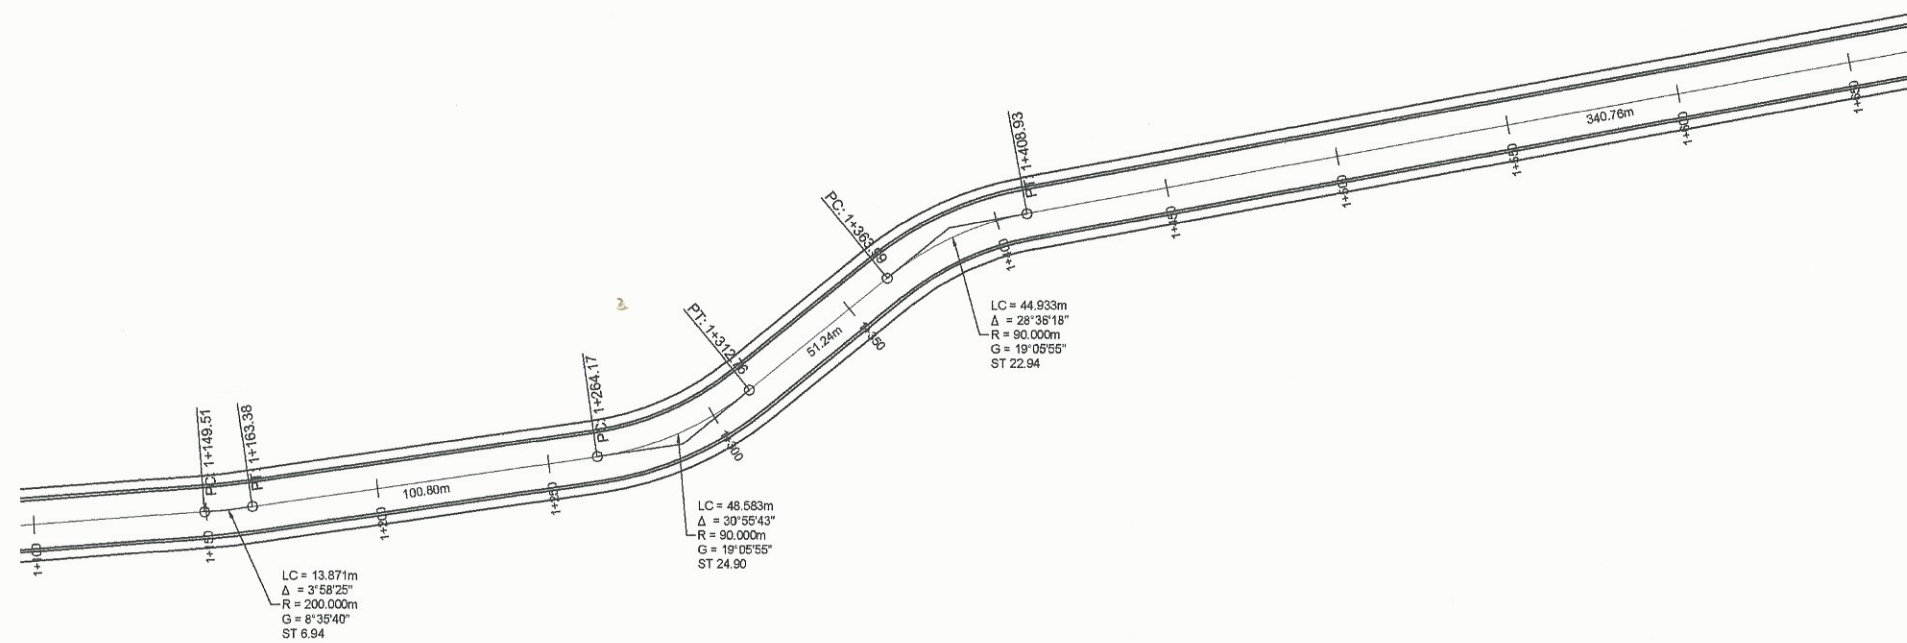 PC: 1+149.51
PT: 1+163.38
PC: 1+264.17
PT: 1+312.76
PC: 1+363.99
PT: 1+408.93
1+100
1+150
1+200
1+250
1+300
1+350
1+400
1+450
1+500
1+550
1+600
1+650
100.80m
51.24m
340.76m
LC = 13.871m
Δ = 3°58'25"
R = 200.000m
G = 8°35'40"
ST 6.94
LC = 48.583m
Δ = 30°55'43"
R = 90.000m
G = 19°05'55"
ST 24.90
LC = 44.933m
Δ = 28°36'18"
R = 90.000m
G = 19°05'55"
ST 22.94